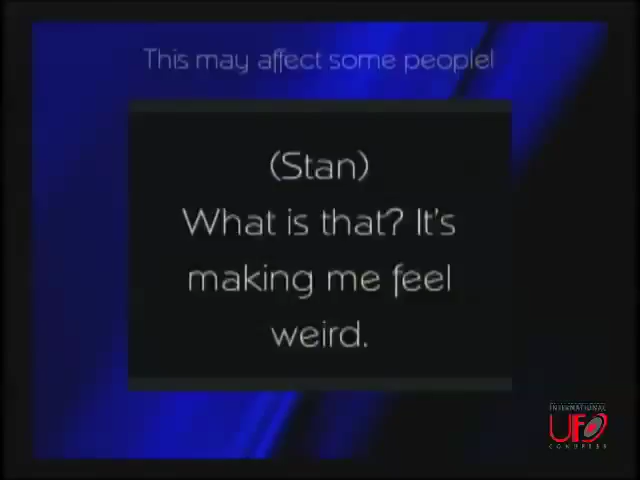 This may affect some people!
(Stan)
What is that? It's
making me feel
weird.
INTERNATIONAL
UFO
CONGRESS